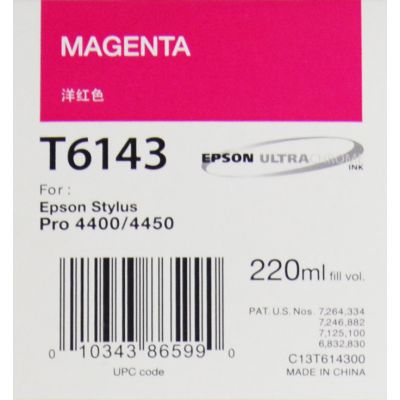 MAGENTA
洋红色
T6143
EPSON ULTRACHROME
INK
For :
Epson Stylus
Pro 4400/4450
220ml fill vol.
PAT. U.S. Nos. 7,264,334
7,246,882
7,125,100
6,832,830
0 10343 86599 0
UPC code
C13T614300
MADE IN CHINA